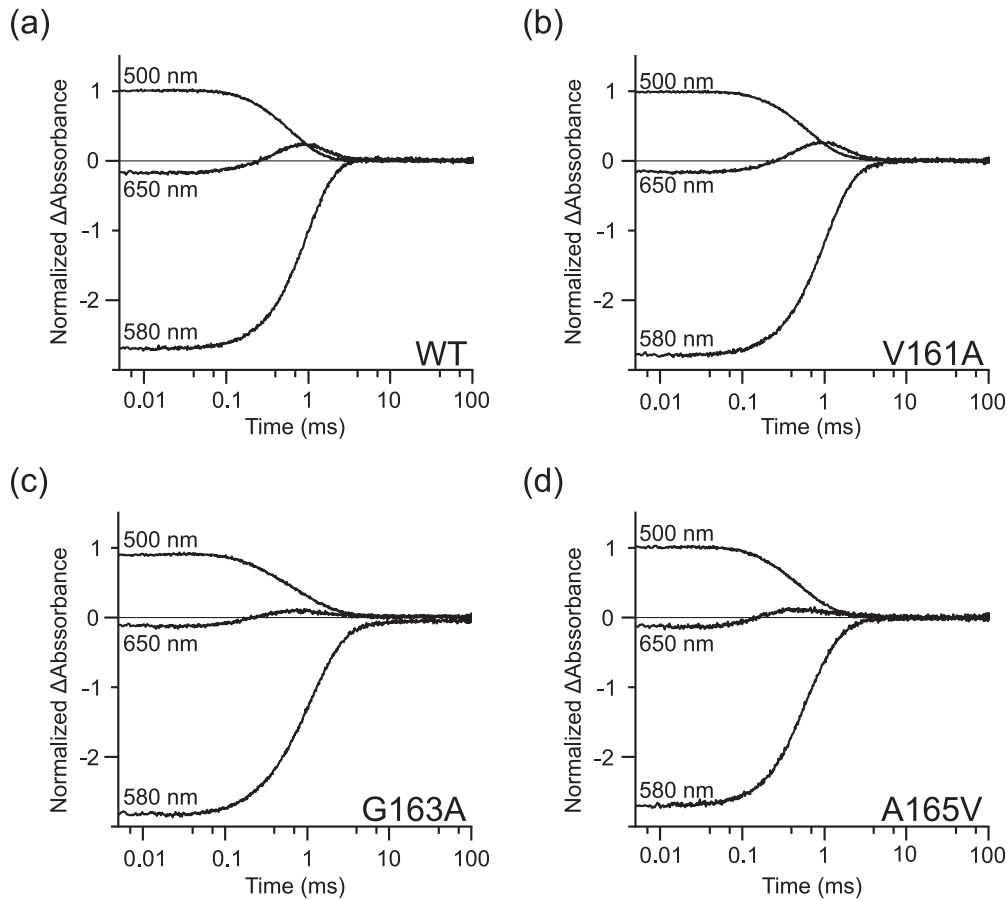 (a)
(b)
500 nm
650 nm
580 nm
WT
Normalized ΔAbsssorbance
1
0
-1
-2
0.01 0.1 1 10 100
Time (ms)
500 nm
650 nm
580 nm
V161A
Normalized ΔAbsssorbance
1
0
-1
-2
0.01 0.1 1 10 100
Time (ms)
(c)
(d)
500 nm
650 nm
580 nm
G163A
Normalized ΔAbsssorbance
1
0
-1
-2
0.01 0.1 1 10 100
Time (ms)
500 nm
650 nm
580 nm
A165V
Normalized ΔAbsssorbance
1
0
-1
-2
0.01 0.1 1 10 100
Time (ms)